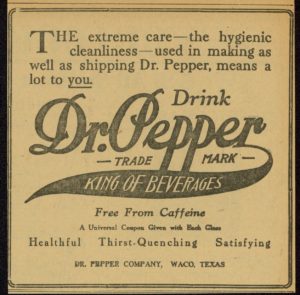 THE extreme care—the hygienic
cleanliness—used in making as
well as shipping Dr. Pepper, means a
lot to you.
Drink
Dr. Pepper
— TRADE MARK —
KING OF BEVERAGES
Free From Caffeine
A Universal Coupon Given with Each Glass
Healthful Thirst-Quenching Satisfying
DR. PEPPER COMPANY, WACO, TEXAS